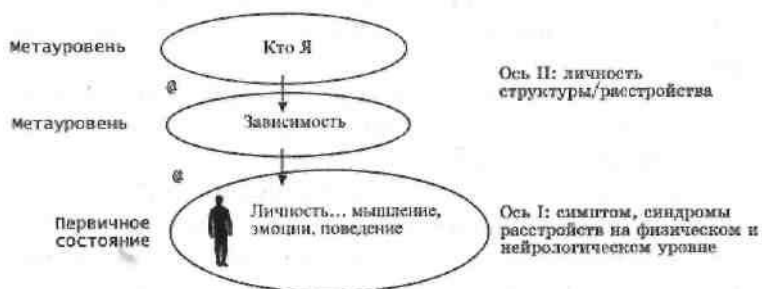 Метауровень
Кто Я
@
Ось II: личность
структуры/расстройства
Метауровень
Зависимость
@
Первичное
состояние
Личность... мышление,
эмоции, поведение
Ось I: симптом, синдромы
расстройств на физическом и
нейрологическом уровне